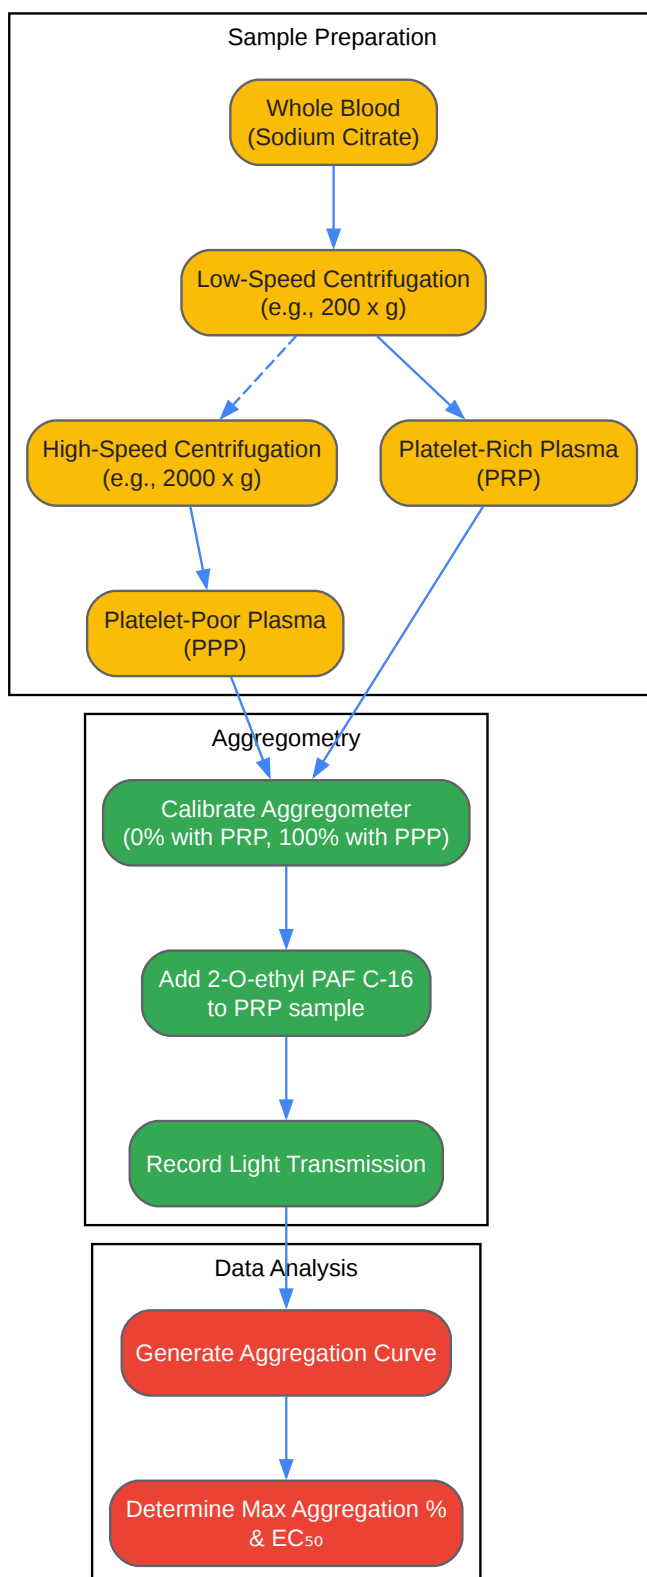 Sample Preparation
Whole Blood
(Sodium Citrate)
Low-Speed Centrifugation
(e.g., 200 x g)
High-Speed Centrifugation
(e.g., 2000 x g)
Platelet-Rich Plasma
(PRP)
Platelet-Poor Plasma
(PPP)
Aggregometry
Calibrate Aggregometer
(0% with PRP, 100% with PPP)
Add 2-O-ethyl PAF C-16
to PRP sample
Record Light Transmission
Data Analysis
Generate Aggregation Curve
Determine Max Aggregation %
& EC₅₀